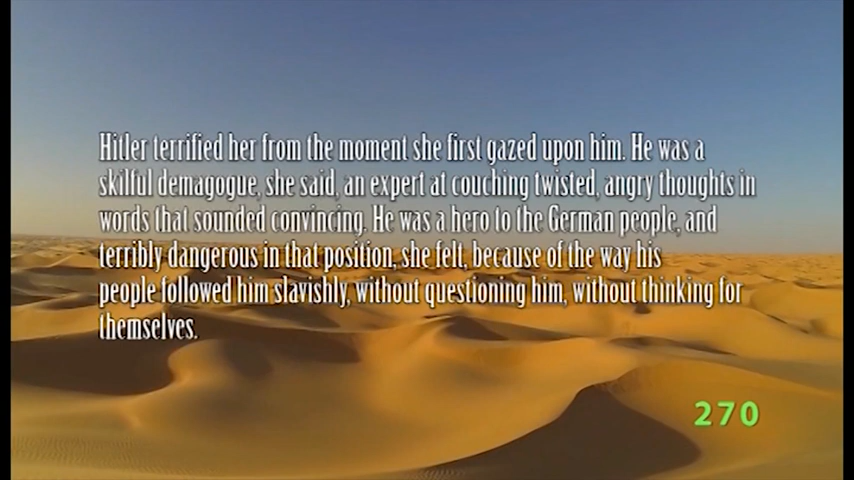 Hitler terrified her from the moment she first gazed upon him. He was a
skilful demagogue, she said, an expert at couching twisted, angry thoughts in
words that sounded convincing. He was a hero to the German people, and
terribly dangerous in that position, she felt, because of the way his
people followed him slavishly, without questioning him, without thinking for
themselves.
270